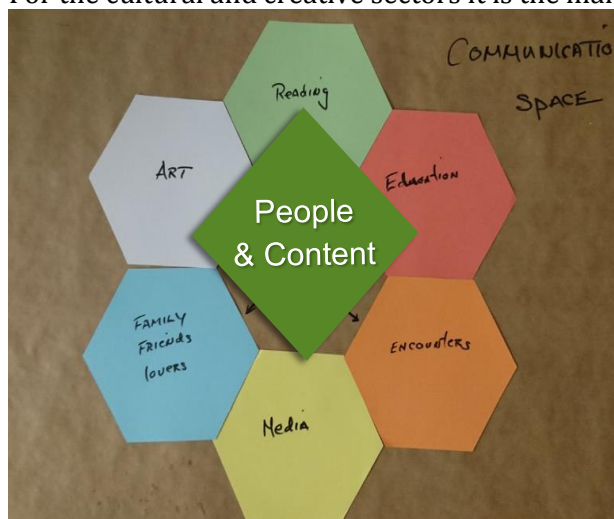 For the cultural and creative sectors it is the
COMMUNICATIO
SPACE
Reading
ART
Education
People
& Content
FAMILY
FRIENDS
lovers
ENCOUNTERS
Media